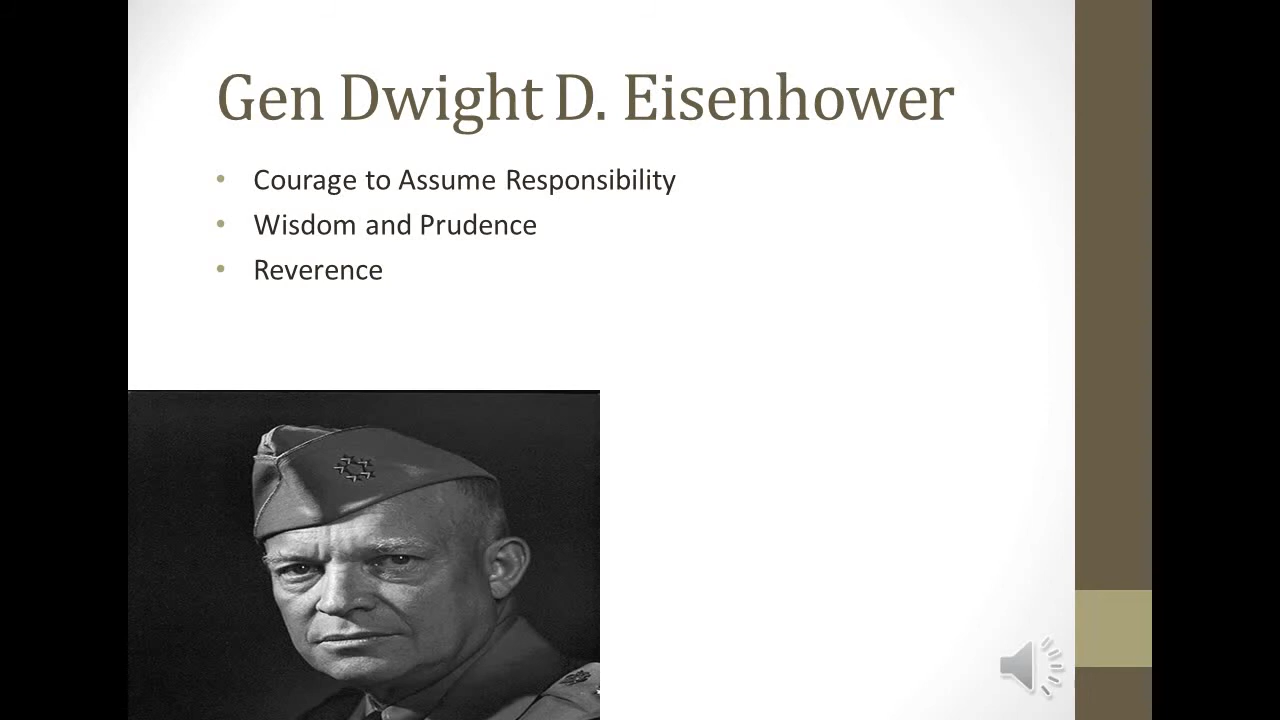 Gen Dwight D. Eisenhower
• Courage to Assume Responsibility
• Wisdom and Prudence
• Reverence